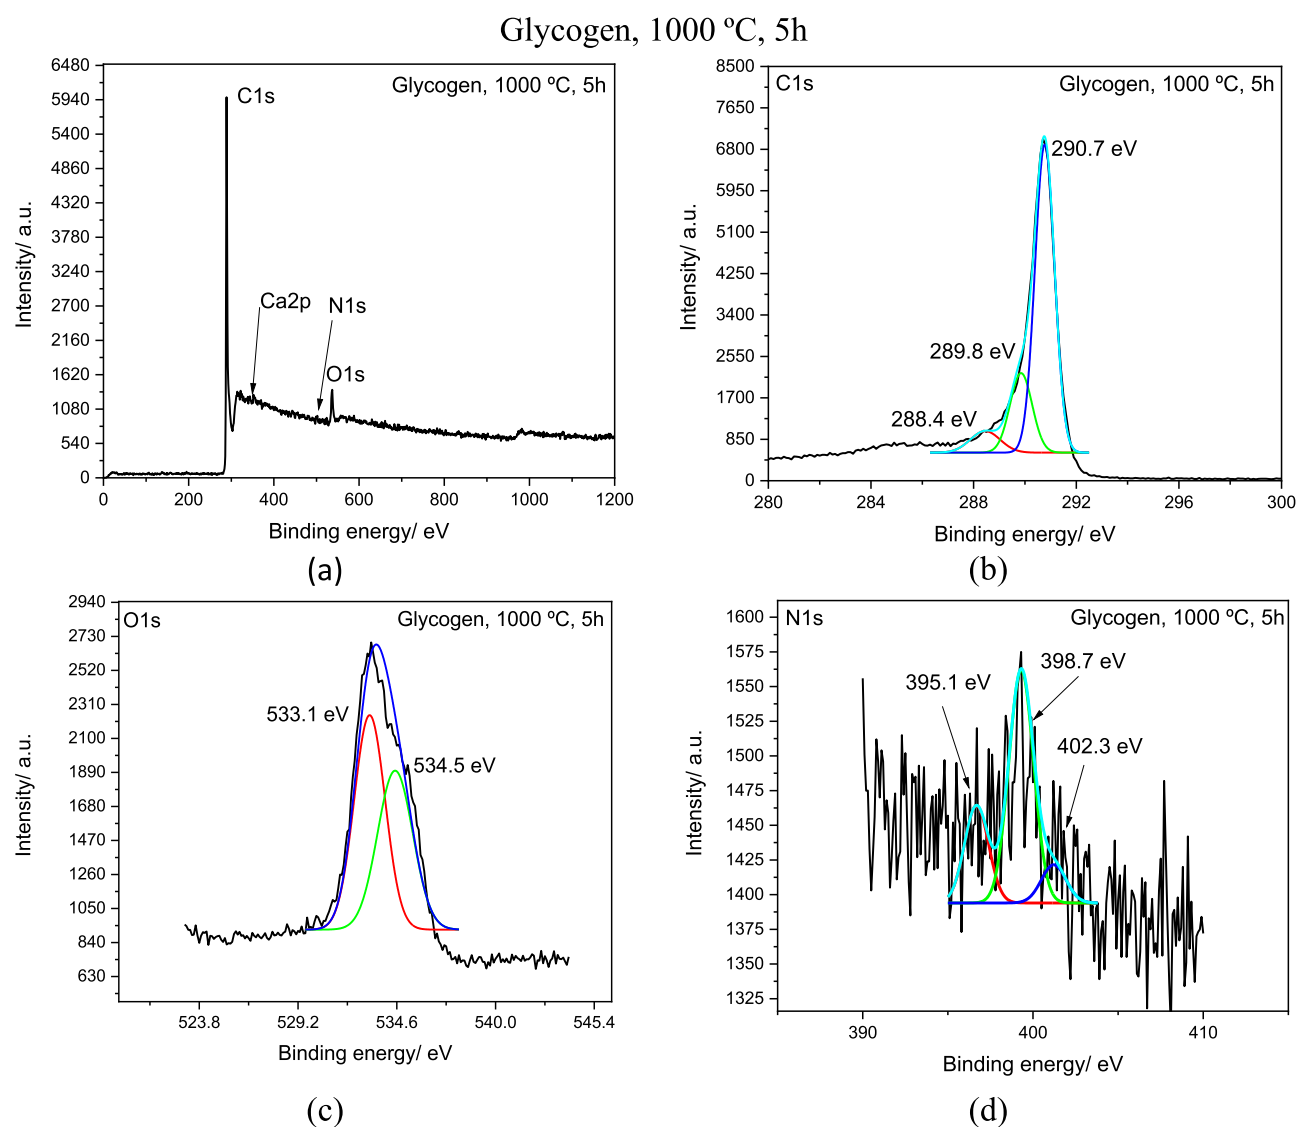 Glycogen, 1000 ºC, 5h
6480
5940
5400
4860
4320
3780
3240
2700
2160
1620
1080
540
0
Intensity/ a.u.
C1s
Glycogen, 1000 ºC, 5h
Ca2p
N1s
O1s
0 200 400 600 800 1000 1200
Binding energy/ eV
(a)
8500
7650
6800
5950
5100
4250
3400
2550
1700
850
0
Intensity/ a.u.
C1s
Glycogen, 1000 ºC, 5h
290.7 eV
289.8 eV
288.4 eV
280 284 288 292 296 300
Binding energy/ eV
(b)
2940
2730
2520
2310
2100
1890
1680
1470
1260
1050
840
630
Intensity/ a.u.
O1s
Glycogen, 1000 ºC, 5h
533.1 eV
534.5 eV
523.8 529.2 534.6 540.0 545.4
Binding energy/ eV
(c)
1600
1575
1550
1525
1500
1475
1450
1425
1400
1375
1350
1325
Intensity/ a.u.
N1s
Glycogen, 1000 ºC, 5h
398.7 eV
395.1 eV
402.3 eV
390 400 410
Binding energy/ eV
(d)